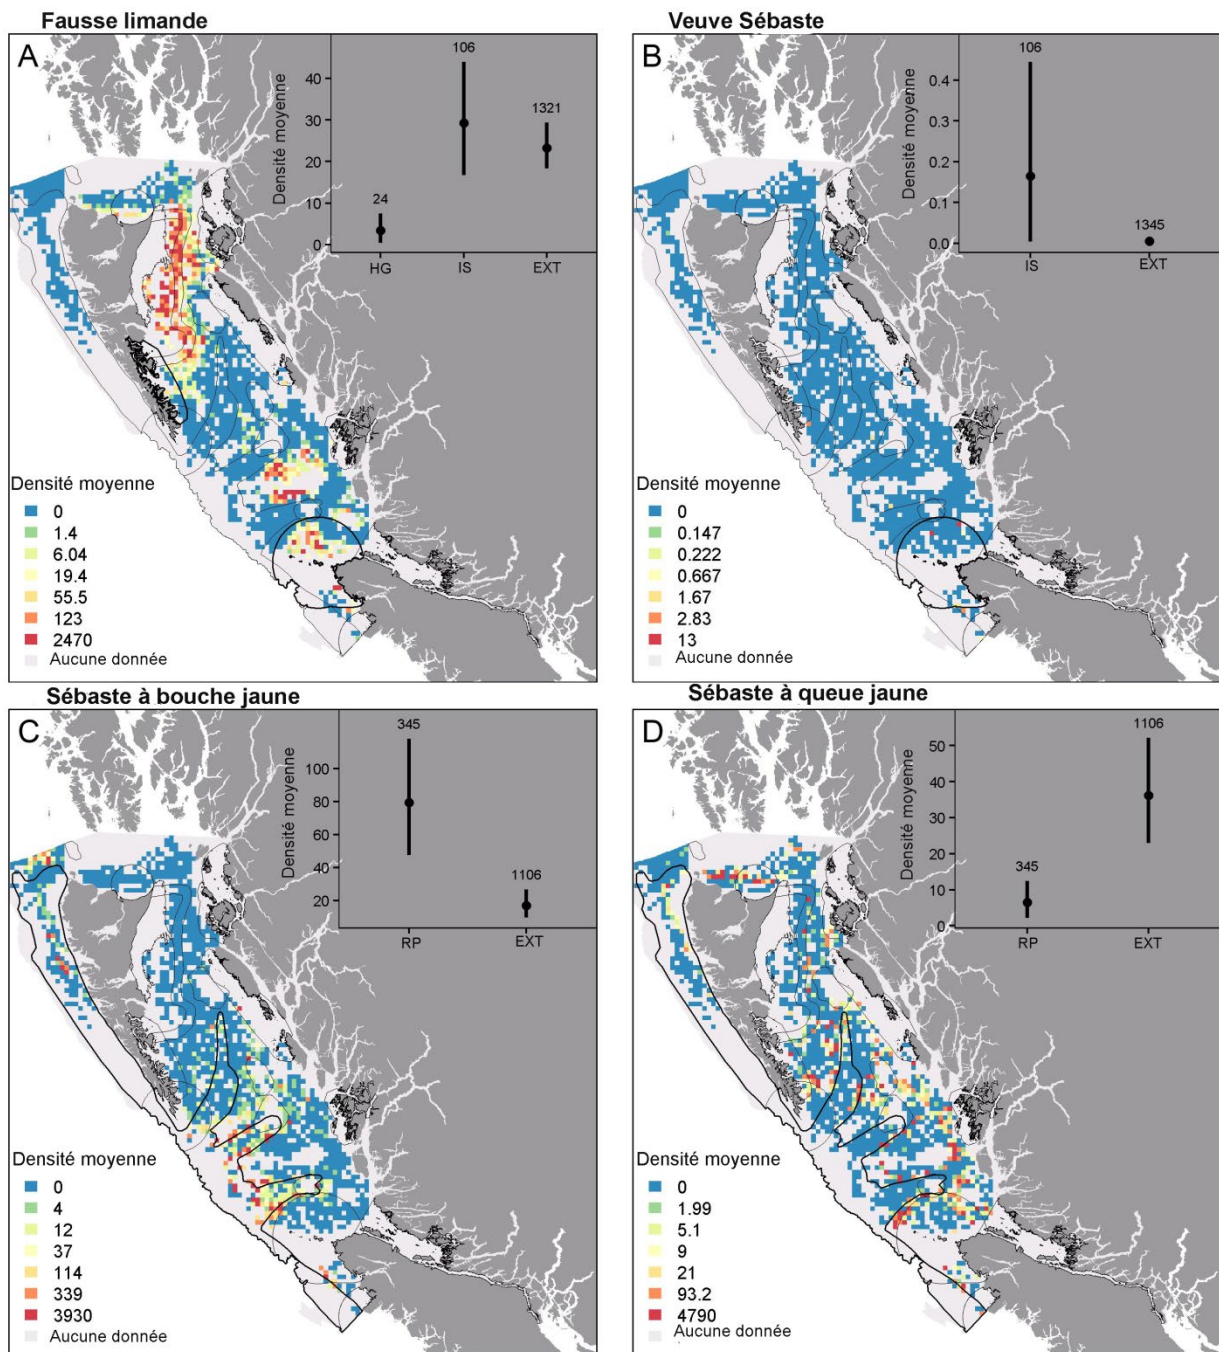 Fausse limande
A
Densité moyenne
40
30
20
10
0
24
106
1321
HG
IS
EXT
Densité moyenne
0
1.4
6.04
19.4
55.5
123
2470
Aucune donnée
Veuve Sébaste
B
Densité moyenne
0.4
0.3
0.2
0.1
0.0
106
1345
IS
EXT
Densité moyenne
0
0.147
0.222
0.667
1.67
2.83
13
Aucune donnée
Sébaste à bouche jaune
C
Densité moyenne
100
80
60
40
20
345
1106
RP
EXT
Densité moyenne
0
4
12
37
114
339
3930
Aucune donnée
Sébaste à queue jaune
D
Densité moyenne
50
40
30
20
10
0
345
1106
RP
EXT
Densité moyenne
0
1.99
5.1
9
21
93.2
4790
Aucune donnée